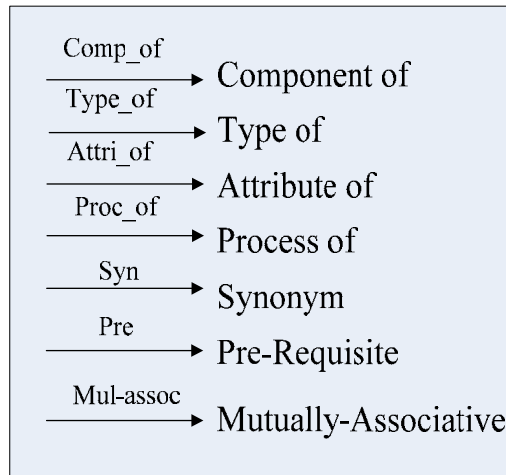 Comp_of
Component of
Type_of
Type of
Attri_of
Attribute of
Proc_of
Process of
Syn
Synonym
Pre
Pre-Requisite
Mul-assoc
Mutually-Associative